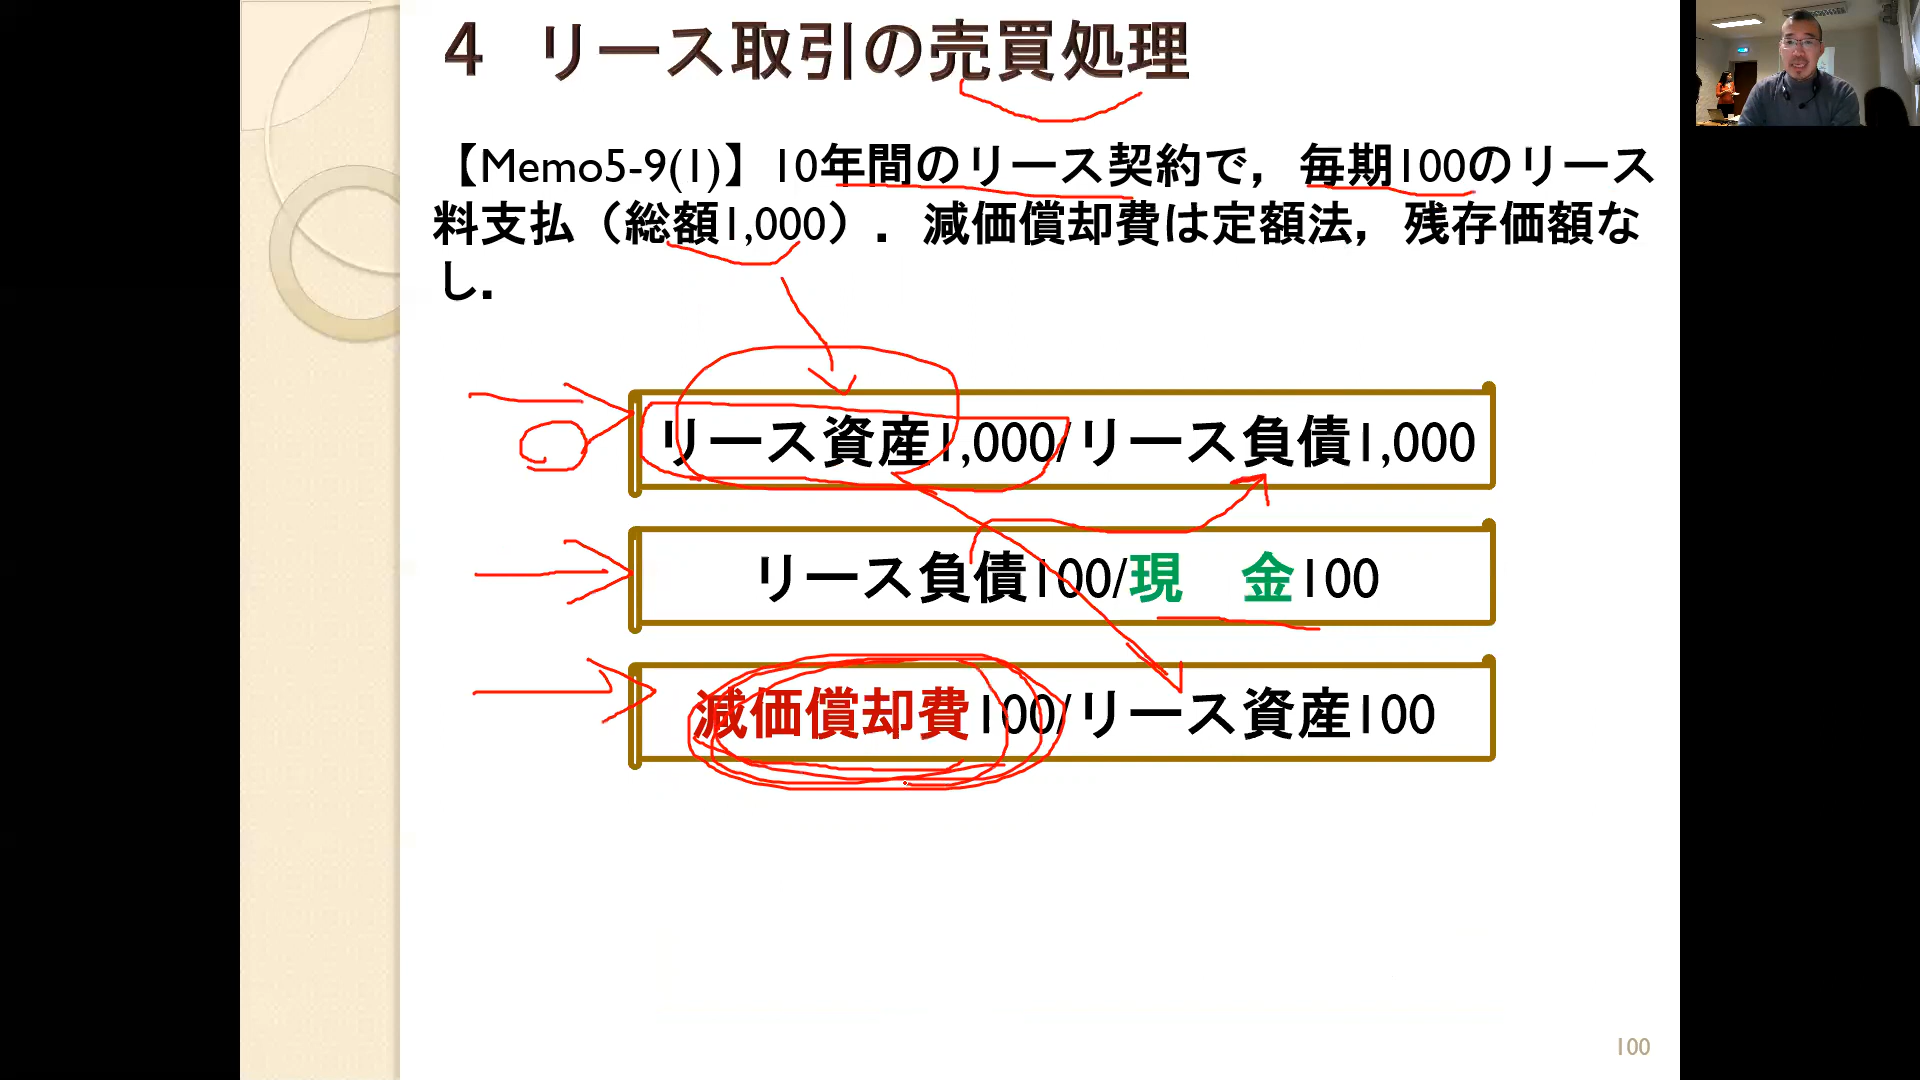 4 リース取引の売買処理
【Memo5-9(1)】10年間のリース契約で，毎期100のリース
料支払（総額1,000）．減価償却費は定額法，残存価額な
し．
リース資産1,000/リース負債1,000
リース負債100/現　金100
減価償却費100/リース資産100
100